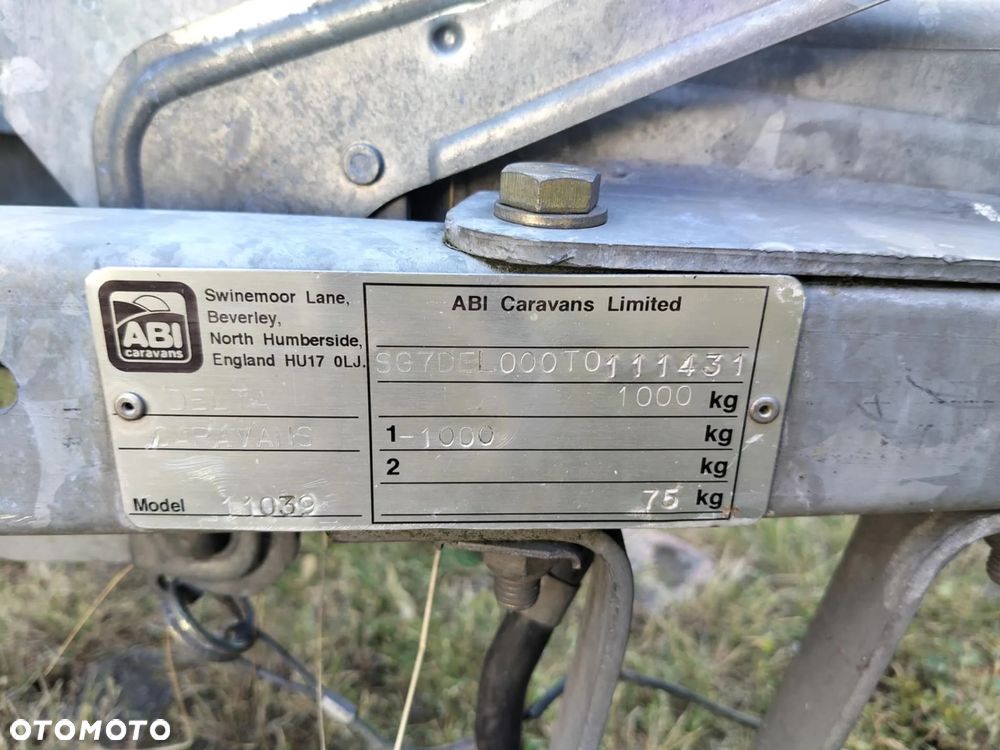 ABI
caravans
Swinemoor Lane,
Beverley,
North Humberside,
England HU17 0LJ.
DELTA
CARAVANS
Model 11039
ABI Caravans Limited
SG7DEL000T0111431
1000 kg
1-1000 kg
2 kg
75 kg
OTOMOTO